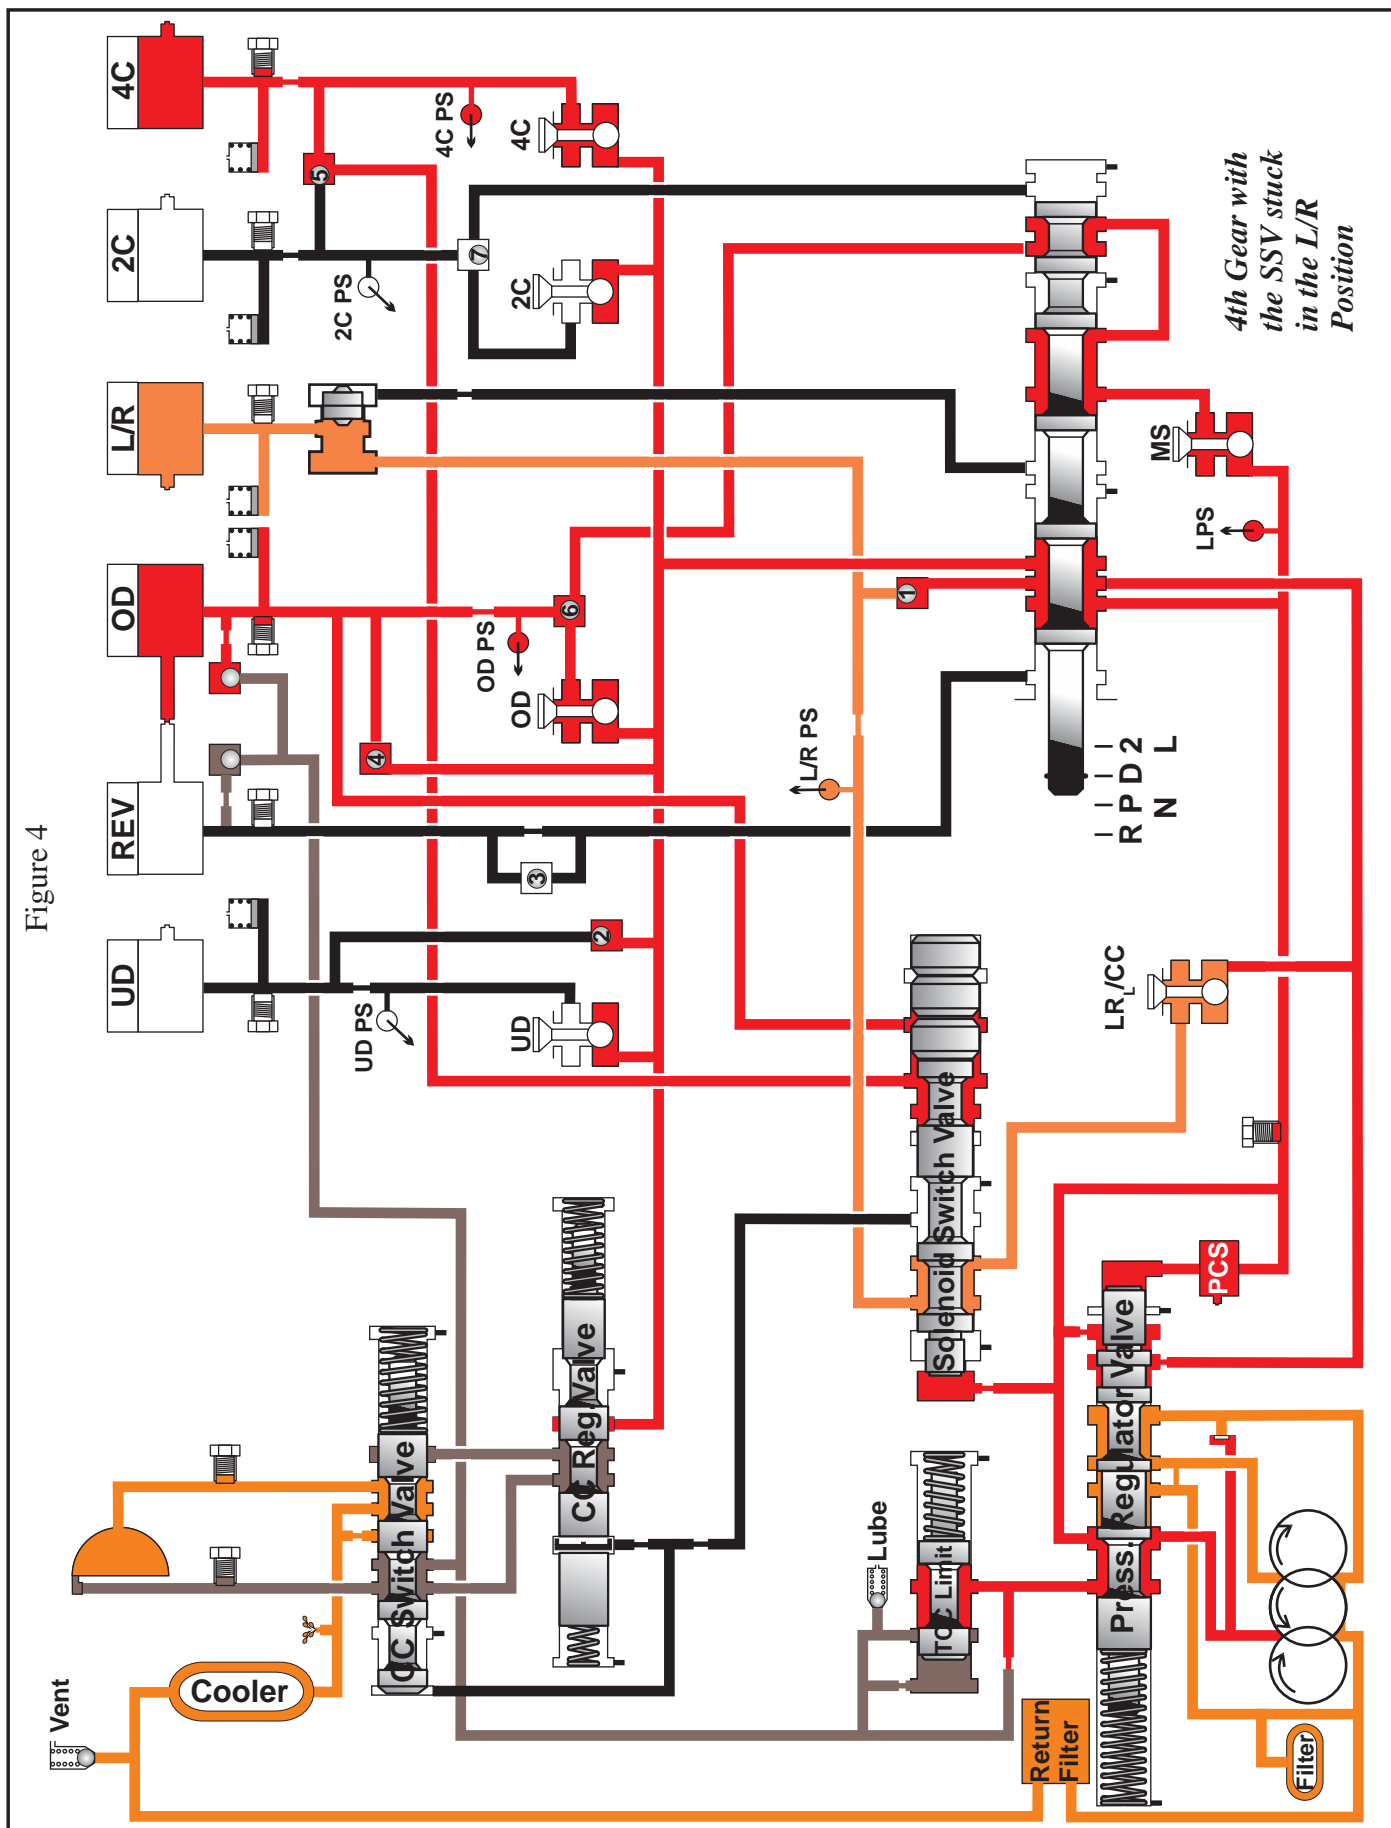 Figure 4
UD
REV
OD
L/R
2C
4C
Vent
Cooler
CC Switch Valve
CC Reg. Valve
UD PS
OD PS
2C PS
4C PS
2
3
4
5
6
7
1
UD
OD
2C
4C
L/R PS
Lube
TCC Limit
Solenoid Switch Valve
LRL/CC
R P D 2
N L
LPS
MS
Return
Filter
Press. Regulator Valve
PCS
Filter
4th Gear with
the SSV stuck
in the L/R
Position